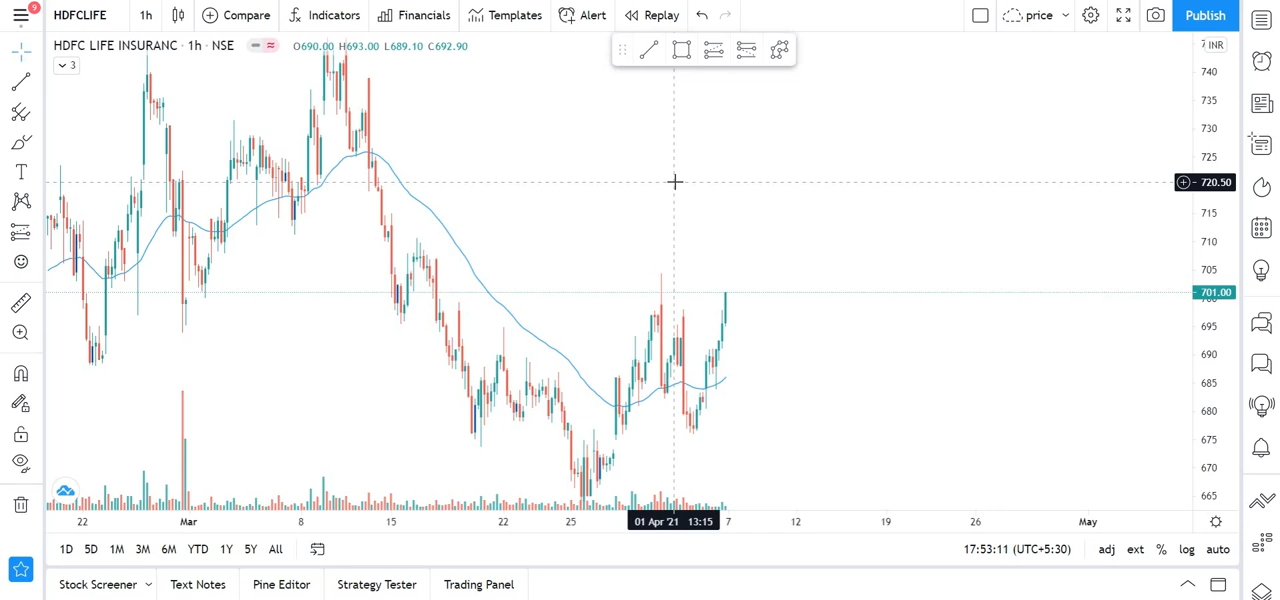 9
HDFCLIFE
1h
Compare
Indicators
Financials
Templates
Alert
Replay
price
Publish
HDFC LIFE INSURANC · 1h · NSE
O690.00 H693.00 L689.10 C692.90
3
INR
740
735
730
725
720.50
715
710
705
701.00
695
690
685
680
675
670
665
T
22
Mar
8
15
22
25
01 Apr '21 13:15
7
12
19
26
May
1D
5D
1M
3M
6M
YTD
1Y
5Y
All
17:53:11 (UTC+5:30)
adj
ext
%
log
auto
Stock Screener
Text Notes
Pine Editor
Strategy Tester
Trading Panel